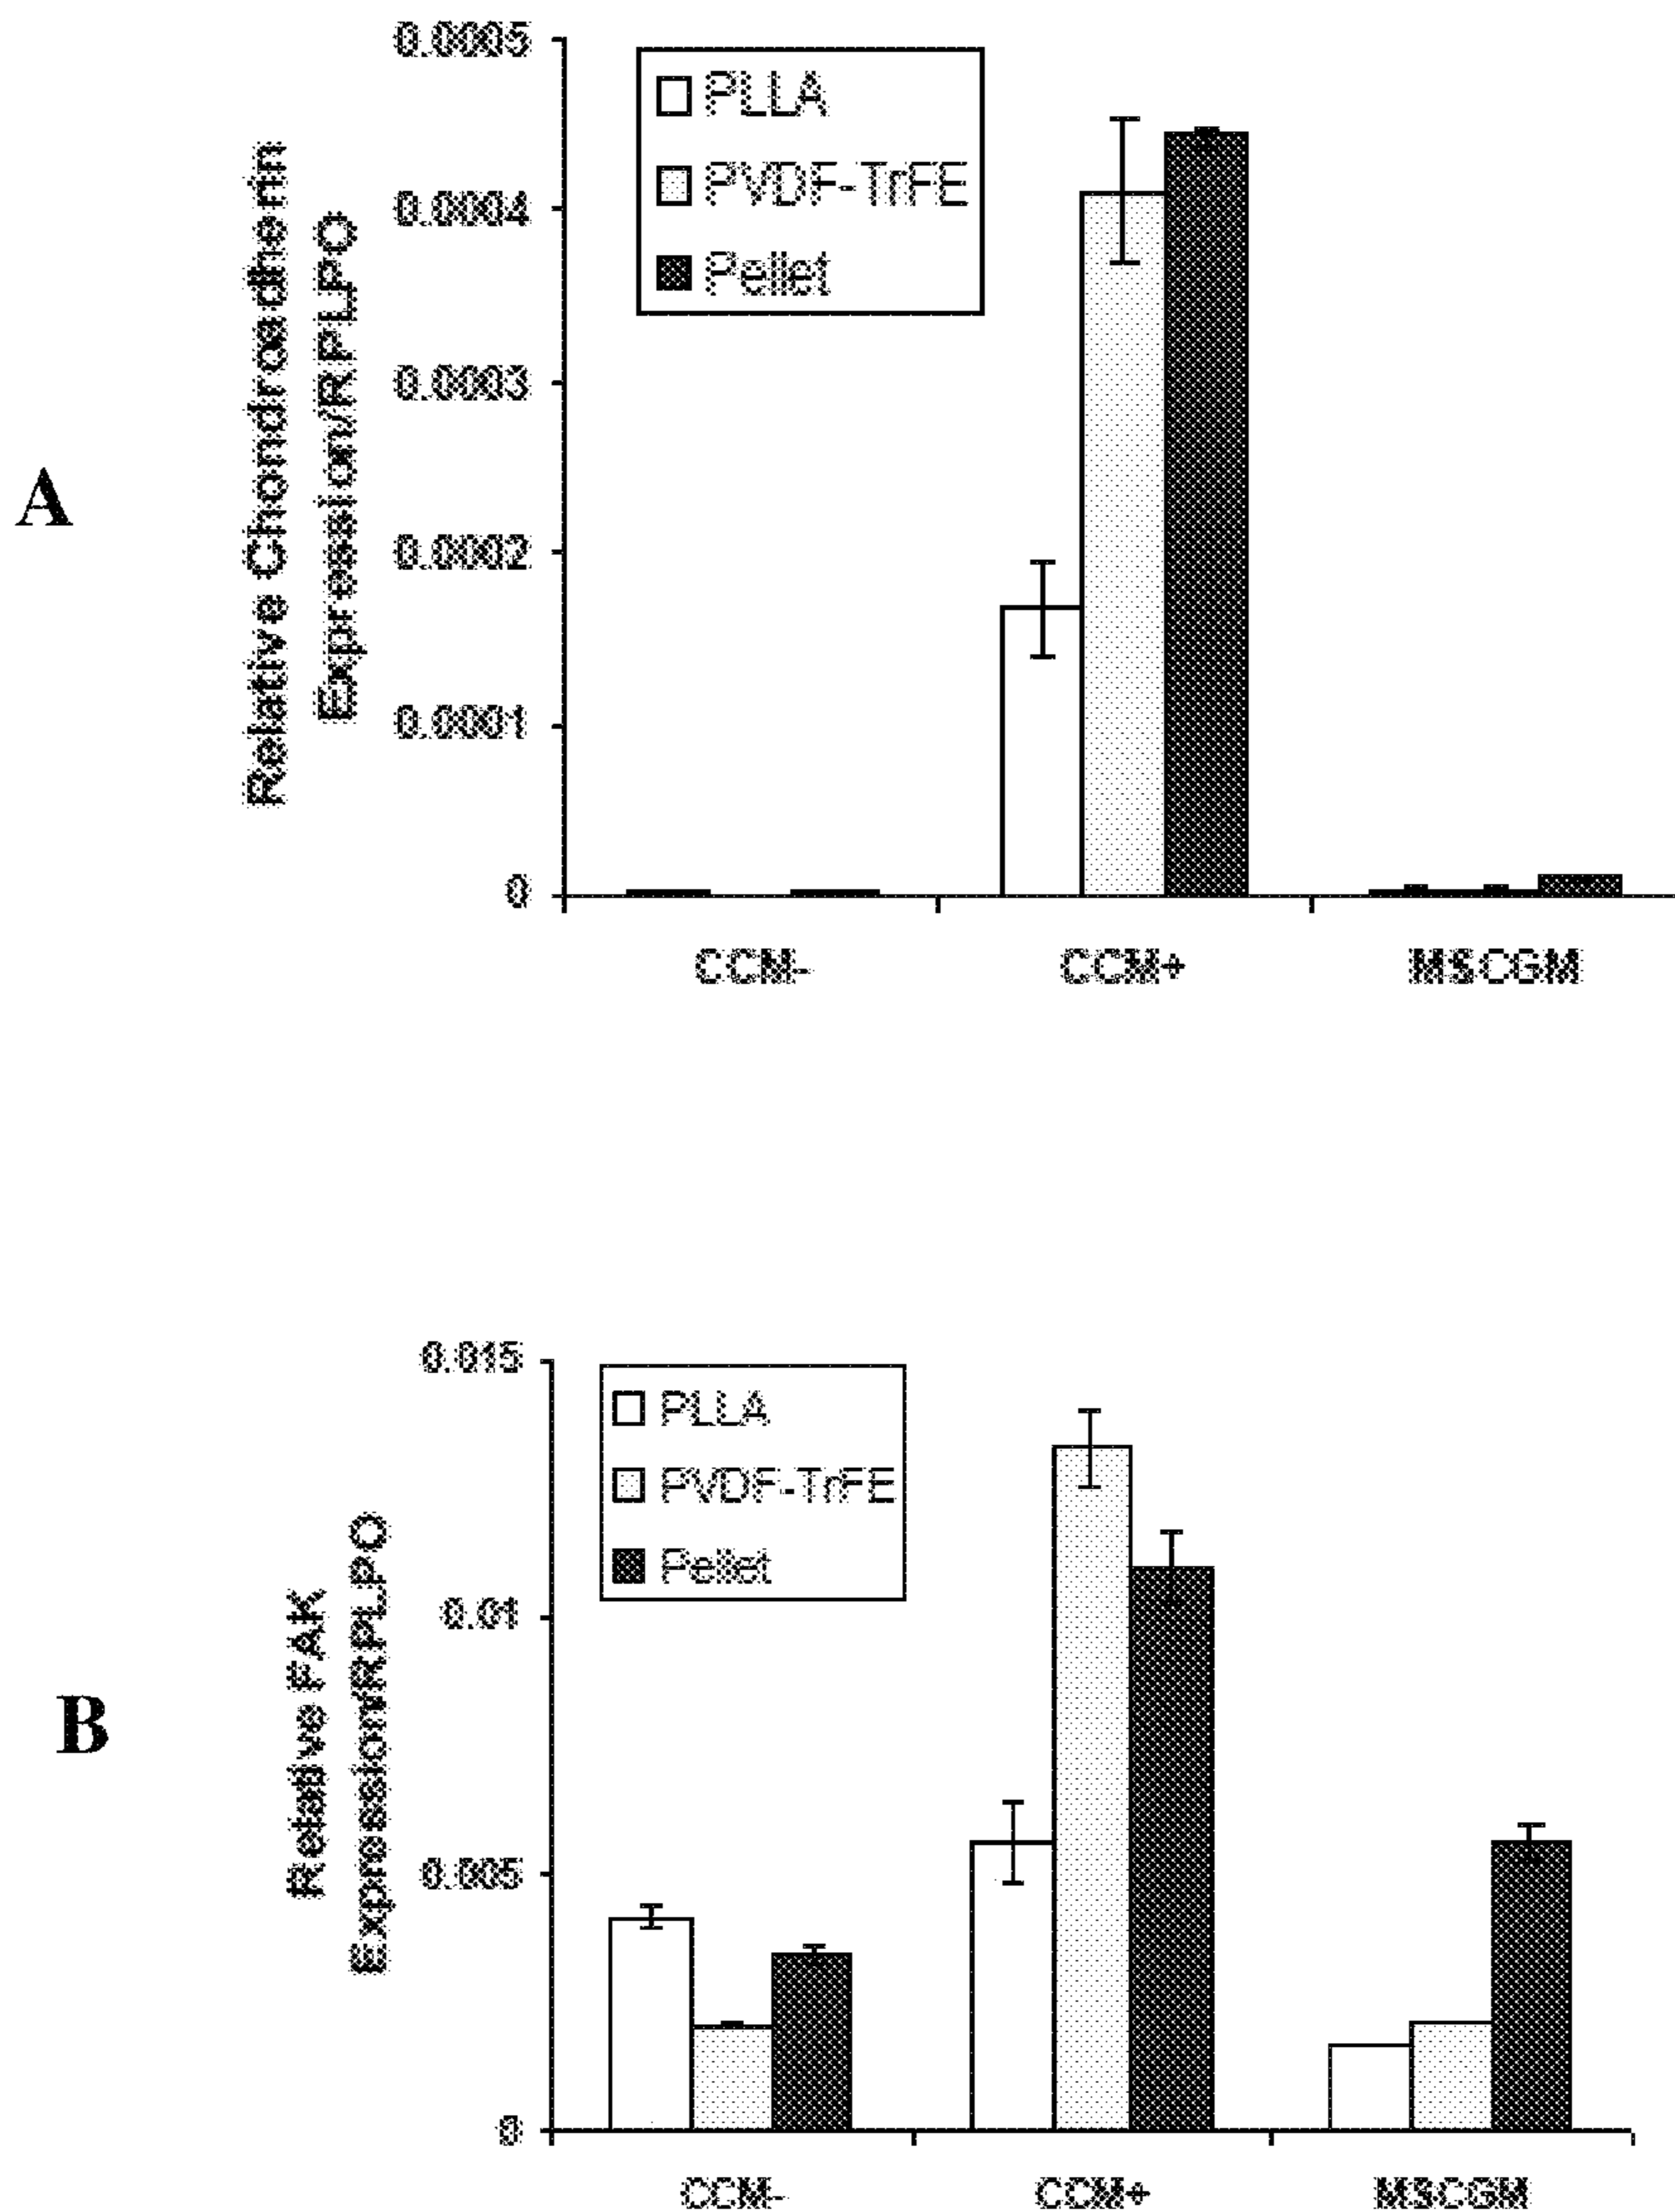 A
Relative Chondroadherin
Expression/RPLPO
0.0005
0.0004
0.0003
0.0002
0.0001
0
PLLA
PVDF-TrFE
Pellet
CCM- CCM+ MSCGM
B
Relative FAK
Expression/RPLPO
0.015
0.01
0.005
0
PLLA
PVDF-TrFE
Pellet
CCM- CCM+ MSCGM